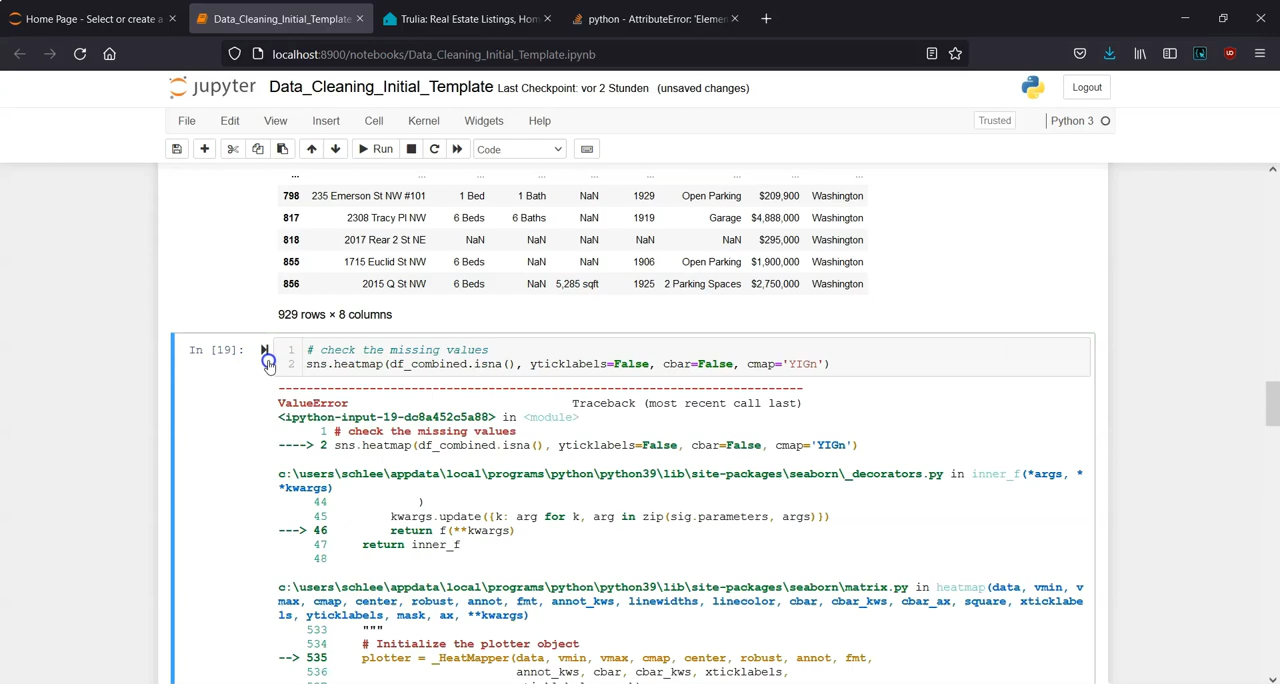 Home Page - Select or create a
Data_Cleaning_Initial_Template
Trulia: Real Estate Listings, Hom
python - AttributeError: 'Elemen
localhost:8900/notebooks/Data_Cleaning_Initial_Template.ipynb
jupyter Data_Cleaning_Initial_Template Last Checkpoint: vor 2 Stunden (unsaved changes)
Logout
File Edit View Insert Cell Kernel Widgets Help Trusted Python 3
Run Code
... ... ... ... ... ... ... ... ...
798 235 Emerson St NW #101 1 Bed 1 Bath NaN 1929 Open Parking $209,900 Washington
817 2308 Tracy Pl NW 6 Beds 6 Baths NaN 1919 Garage $4,888,000 Washington
818 2017 Rear 2 St NE NaN NaN NaN NaN NaN $295,000 Washington
855 1715 Euclid St NW 6 Beds NaN NaN 1906 Open Parking $1,900,000 Washington
856 2015 Q St NW 6 Beds NaN 5,285 sqft 1925 2 Parking Spaces $2,750,000 Washington
929 rows × 8 columns
In [19]:
1 # check the missing values
2 sns.heatmap(df_combined.isna(), yticklabels=False, cbar=False, cmap='YIGn')
---------------------------------------------------------------------------
ValueError Traceback (most recent call last)
<ipython-input-19-dc8a452c5a88> in <module>
1 # check the missing values
----> 2 sns.heatmap(df_combined.isna(), yticklabels=False, cbar=False, cmap='YIGn')
c:\users\schlee\appdata\local\programs\python\python39\lib\site-packages\seaborn\_decorators.py in inner_f(*args, *
*kwargs)
44 )
45 kwargs.update({k: arg for k, arg in zip(sig.parameters, args)})
---> 46 return f(**kwargs)
47 return inner_f
48
c:\users\schlee\appdata\local\programs\python\python39\lib\site-packages\seaborn\matrix.py in heatmap(data, vmin, v
max, cmap, center, robust, annot, fmt, annot_kws, linewidths, linecolor, cbar, cbar_kws, cbar_ax, square, xticklabe
ls, yticklabels, mask, ax, **kwargs)
533 """
534 # Initialize the plotter object
--> 535 plotter = _HeatMapper(data, vmin, vmax, cmap, center, robust, annot, fmt,
536 annot_kws, cbar, cbar_kws, xticklabels,